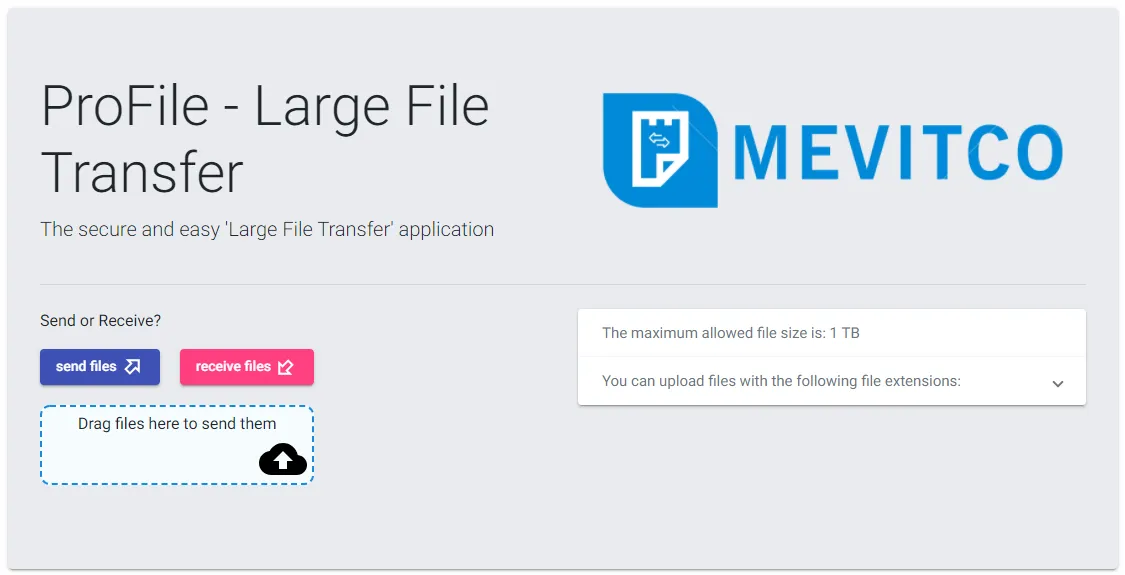 ProFile - Large File
Transfer
The secure and easy 'Large File Transfer' application
MEVITCO
Send or Receive?
send files
receive files
Drag files here to send them
The maximum allowed file size is: 1 TB
You can upload files with the following file extensions: